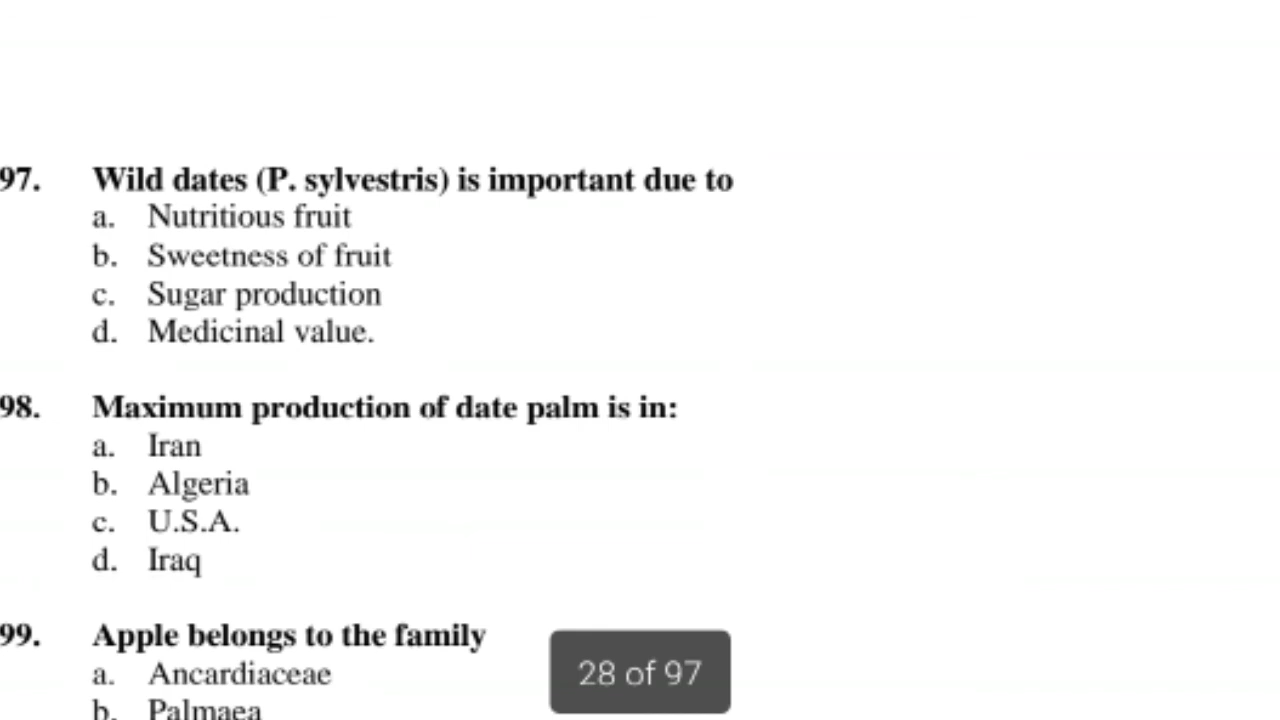 97. Wild dates (P. sylvestris) is important due to
a. Nutritious fruit
b. Sweetness of fruit
c. Sugar production
d. Medicinal value.
98. Maximum production of date palm is in:
a. Iran
b. Algeria
c. U.S.A.
d. Iraq
99. Apple belongs to the family
a. Ancardiaceae
b. Palmaea
28 of 97